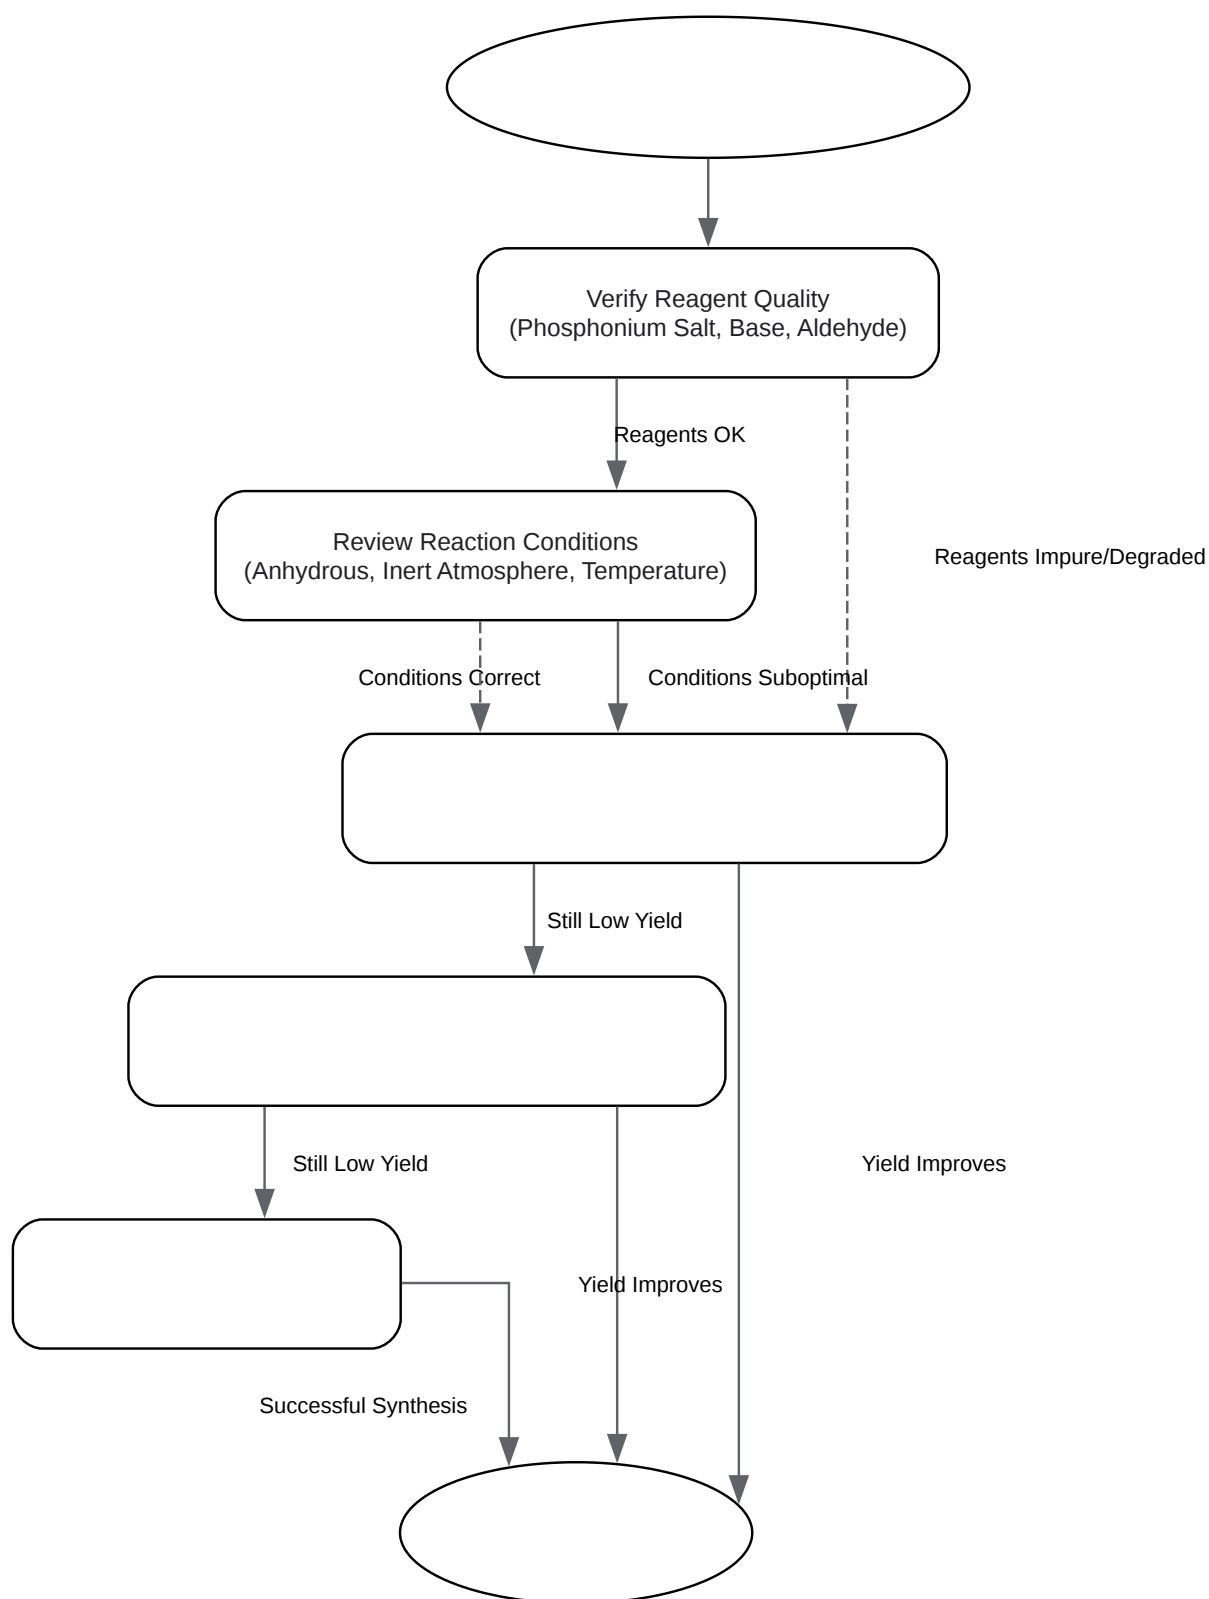 Verify Reagent Quality
(Phosphonium Salt, Base, Aldehyde)
Reagents OK
Review Reaction Conditions
(Anhydrous, Inert Atmosphere, Temperature)
Reagents Impure/Degraded
Conditions Correct
Conditions Suboptimal
Still Low Yield
Still Low Yield
Yield Improves
Yield Improves
Successful Synthesis